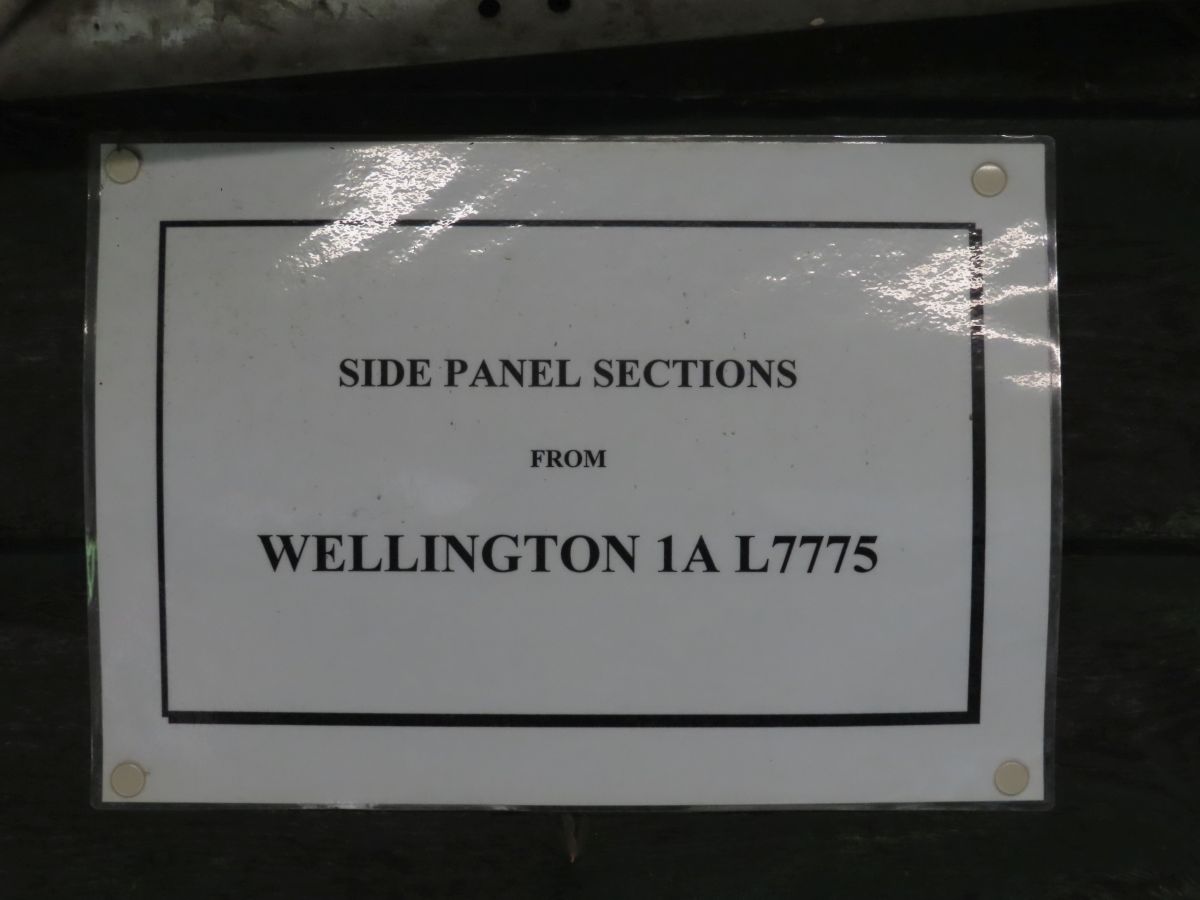 SIDE PANEL SECTIONS
FROM
WELLINGTON 1A L7775